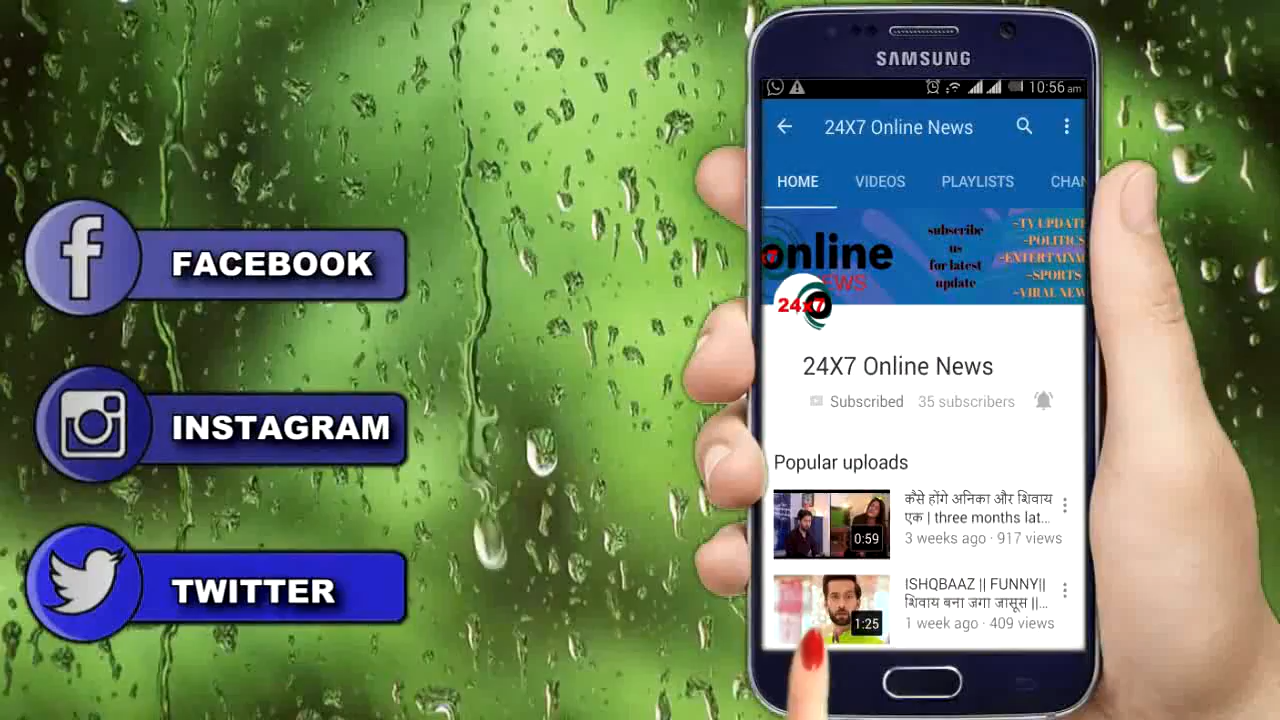 FACEBOOK
INSTAGRAM
TWITTER
SAMSUNG
10:56 am
24X7 Online News
HOME VIDEOS PLAYLISTS CHAN
online
NEWS
24x7
subscribe
us
for latest
update
~TV UPDATE
~POLITICS
~ENTERTAINM
~SPORTS
~VIRAL NEW
24X7 Online News
Subscribed 35 subscribers
Popular uploads
कैसे होंगे अनिका और शिवाय
एक | three months lat...
3 weeks ago · 917 views
0:59
ISHQBAAZ || FUNNY||
शिवाय बना जगा जासूस ||...
1 week ago · 409 views
1:25